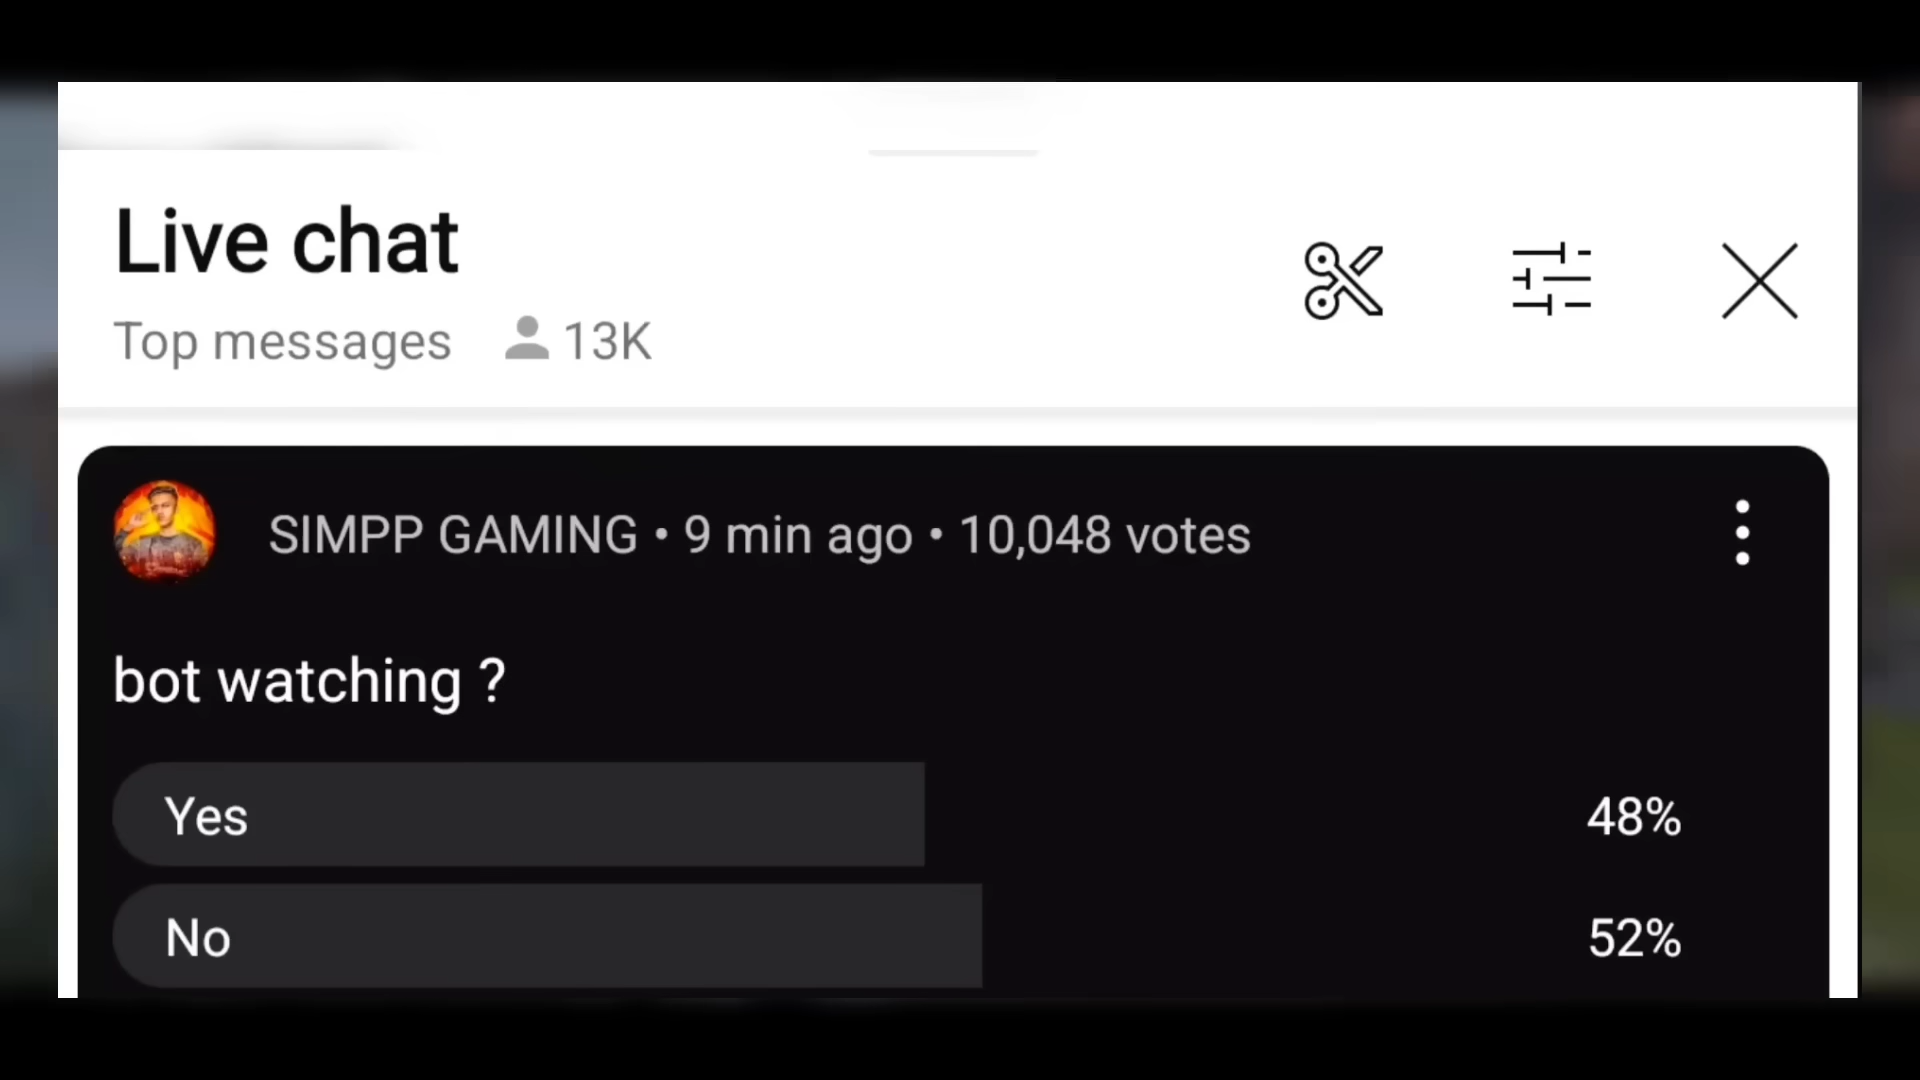 Live chat
Top messages 13K
SIMPP GAMING • 9 min ago • 10,048 votes
bot watching ?
Yes 48%
No 52%